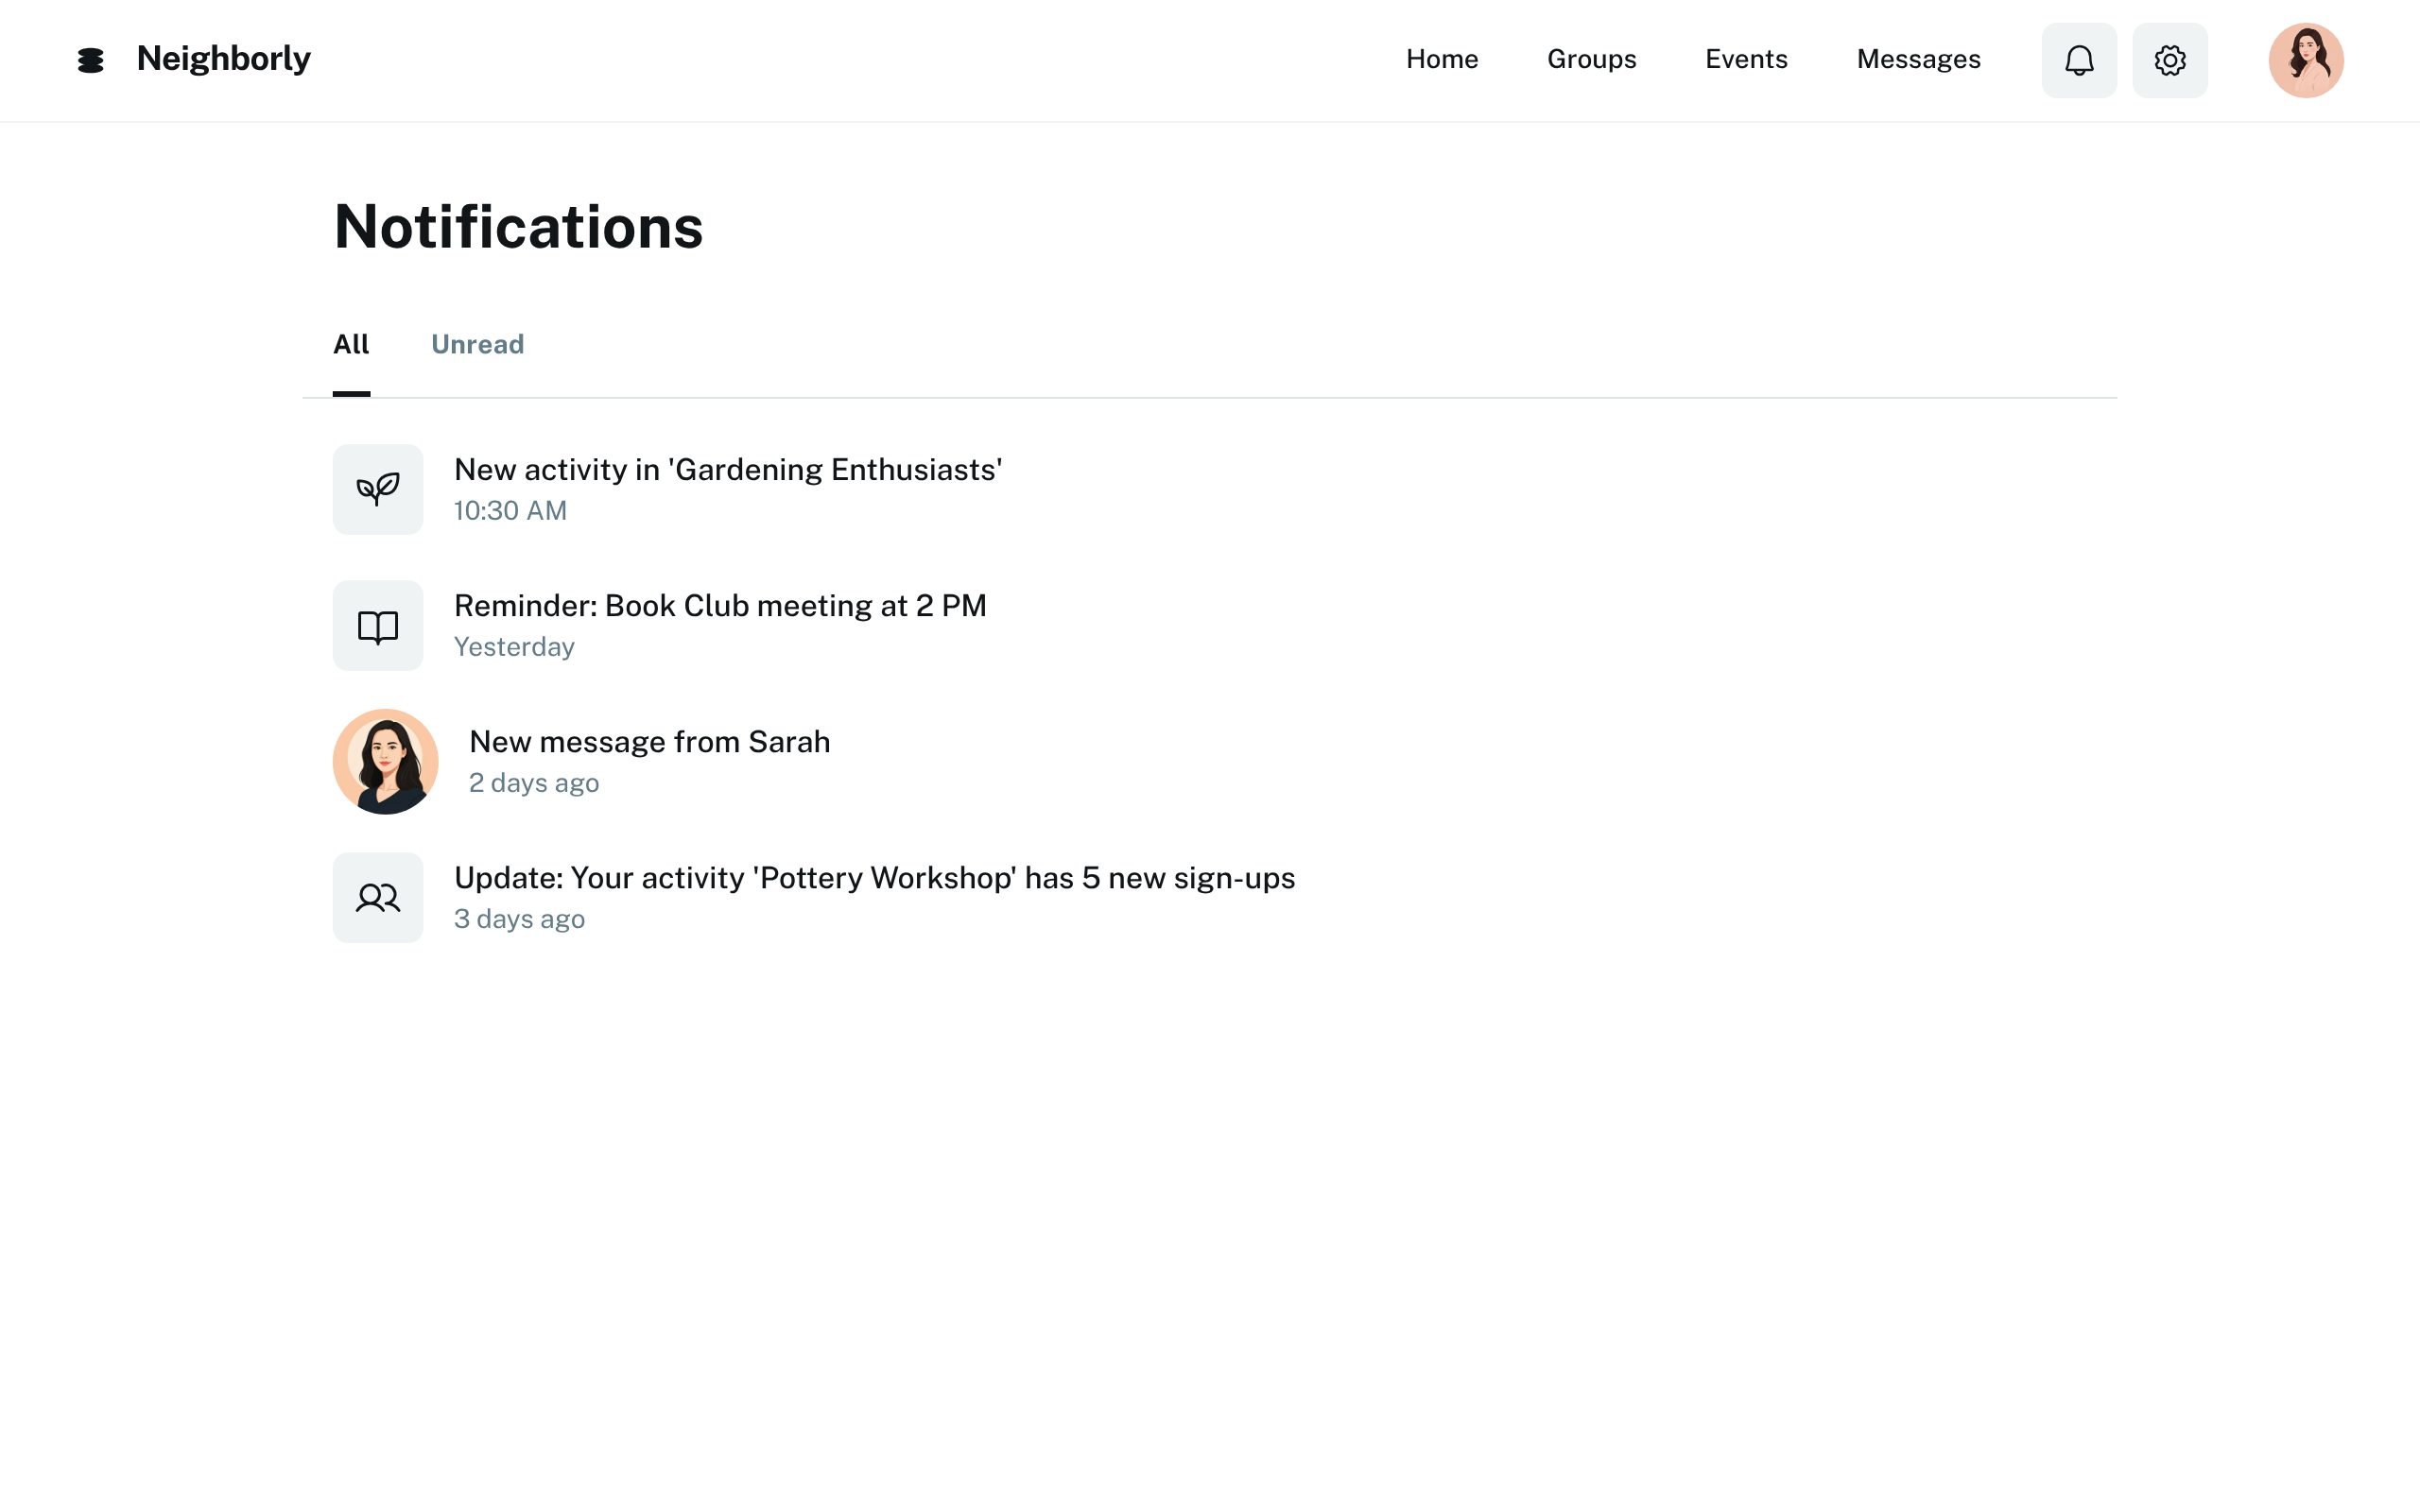 Neighborly
Home
Groups
Events
Messages
Notifications
All
Unread
New activity in 'Gardening Enthusiasts'
10:30 AM
Reminder: Book Club meeting at 2 PM
Yesterday
New message from Sarah
2 days ago
Update: Your activity 'Pottery Workshop' has 5 new sign-ups
3 days ago